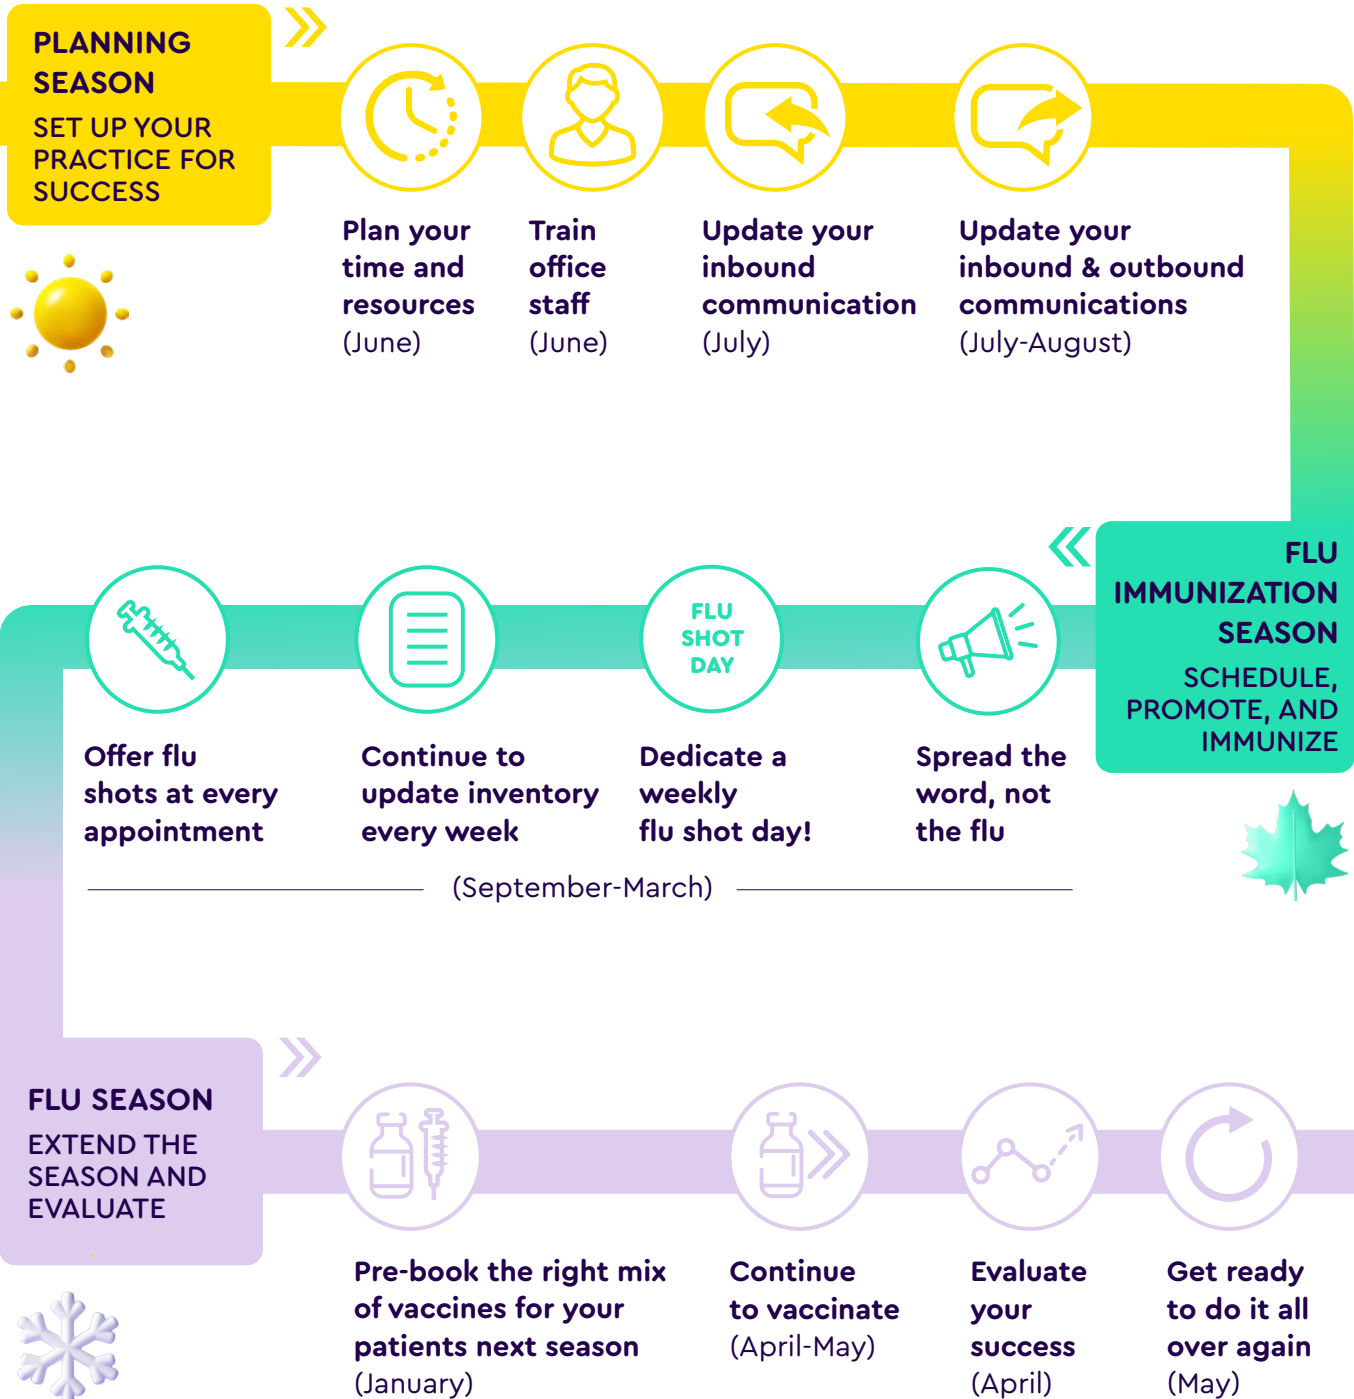 PLANNING
SEASON
SET UP YOUR
PRACTICE FOR
SUCCESS
Plan your
time and
resources
(June)
Train
office
staff
(June)
Update your
inbound
communication
(July)
Update your
inbound & outbound
communications
(July-August)
FLU
IMMUNIZATION
SEASON
SCHEDULE,
PROMOTE, AND
IMMUNIZE
Offer flu
shots at every
appointment
Continue to
update inventory
every week
FLU
SHOT
DAY
Dedicate a
weekly
flu shot day!
Spread the
word, not
the flu
(September-March)
FLU SEASON
EXTEND THE
SEASON AND
EVALUATE
Pre-book the right mix
of vaccines for your
patients next season
(January)
Continue
to vaccinate
(April-May)
Evaluate
your
success
(April)
Get ready
to do it all
over again
(May)